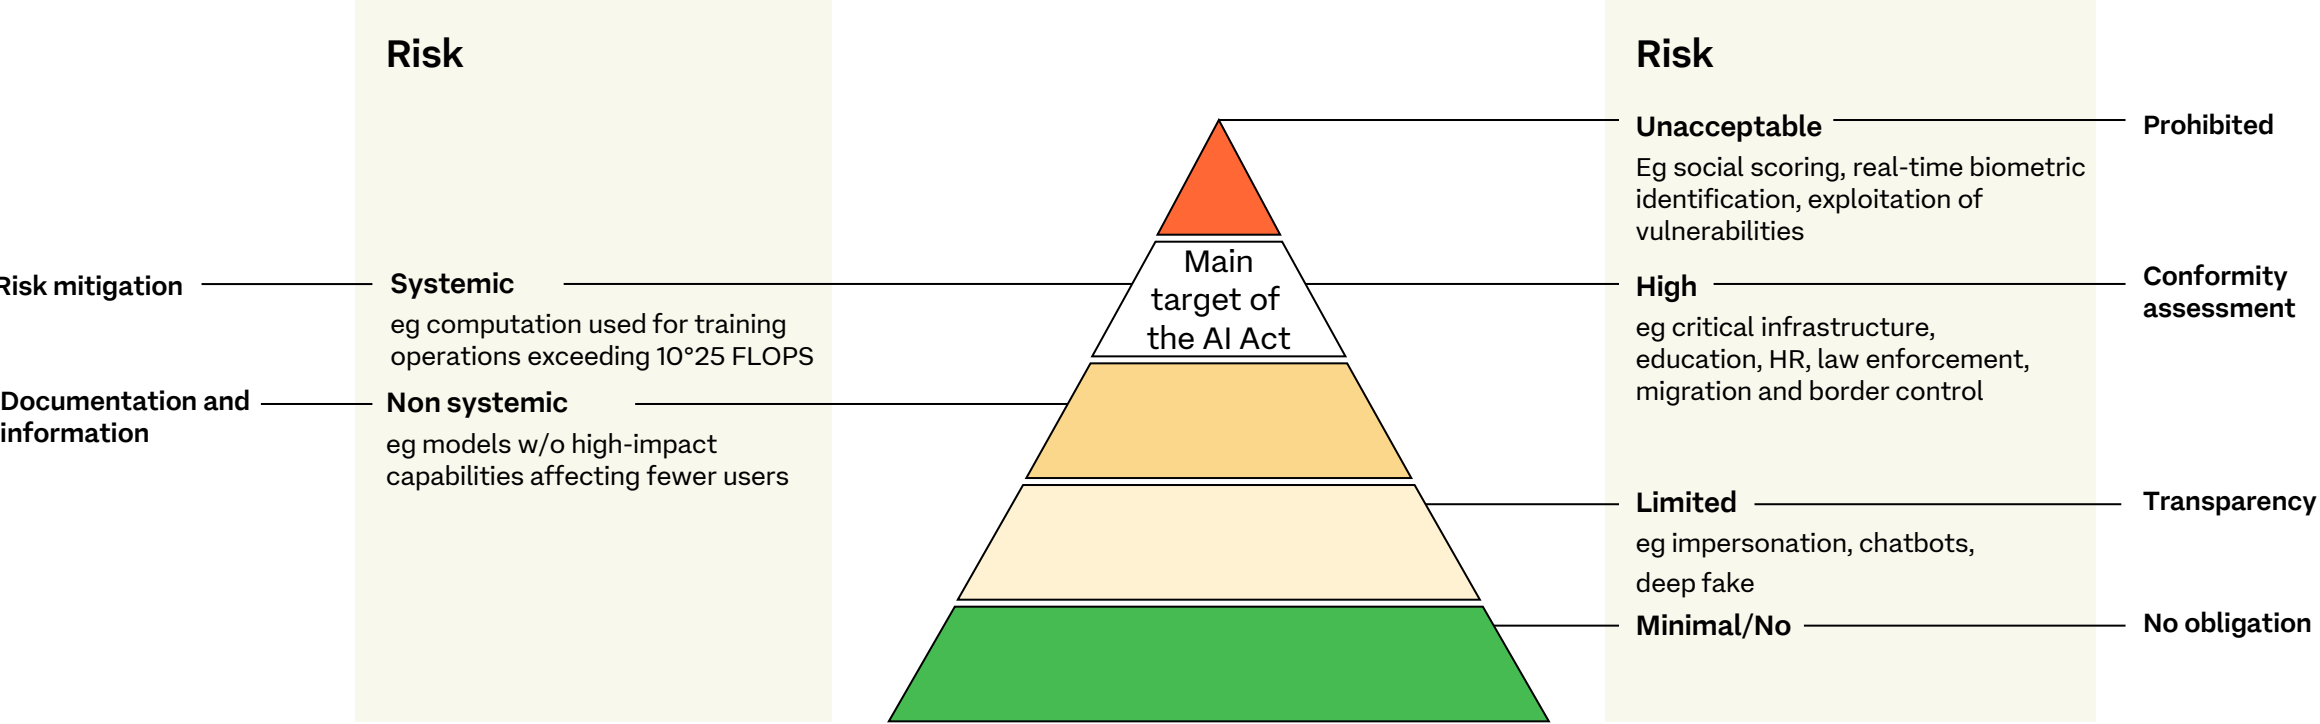 Risk
Risk mitigation
Systemic
eg computation used for training
operations exceeding 10°25 FLOPS
Documentation and
information
Non systemic
eg models w/o high-impact
capabilities affecting fewer users
Main
target of
the AI Act
Risk
Unacceptable
Prohibited
Eg social scoring, real-time biometric
identification, exploitation of
vulnerabilities
High
Conformity
assessment
eg critical infrastructure,
education, HR, law enforcement,
migration and border control
Limited
Transparency
eg impersonation, chatbots,
deep fake
Minimal/No
No obligation